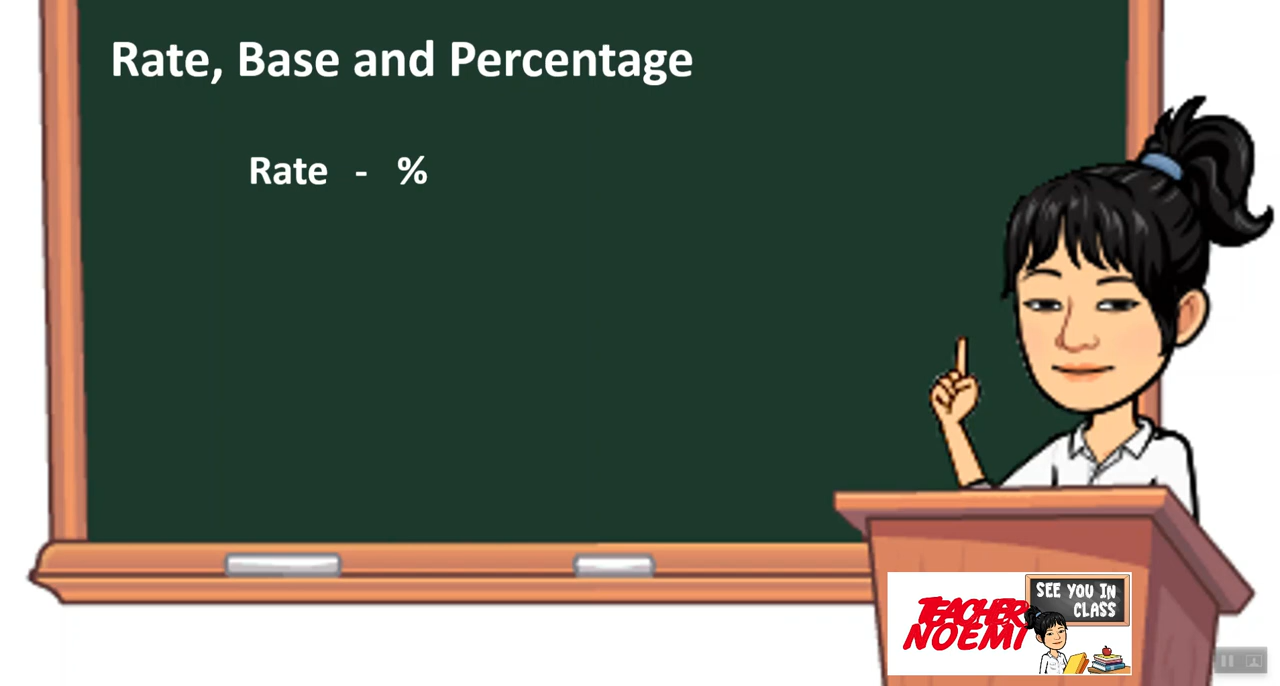 Rate, Base and Percentage
Rate - %
SEE YOU IN
CLASS
TEACHER
NOEMI